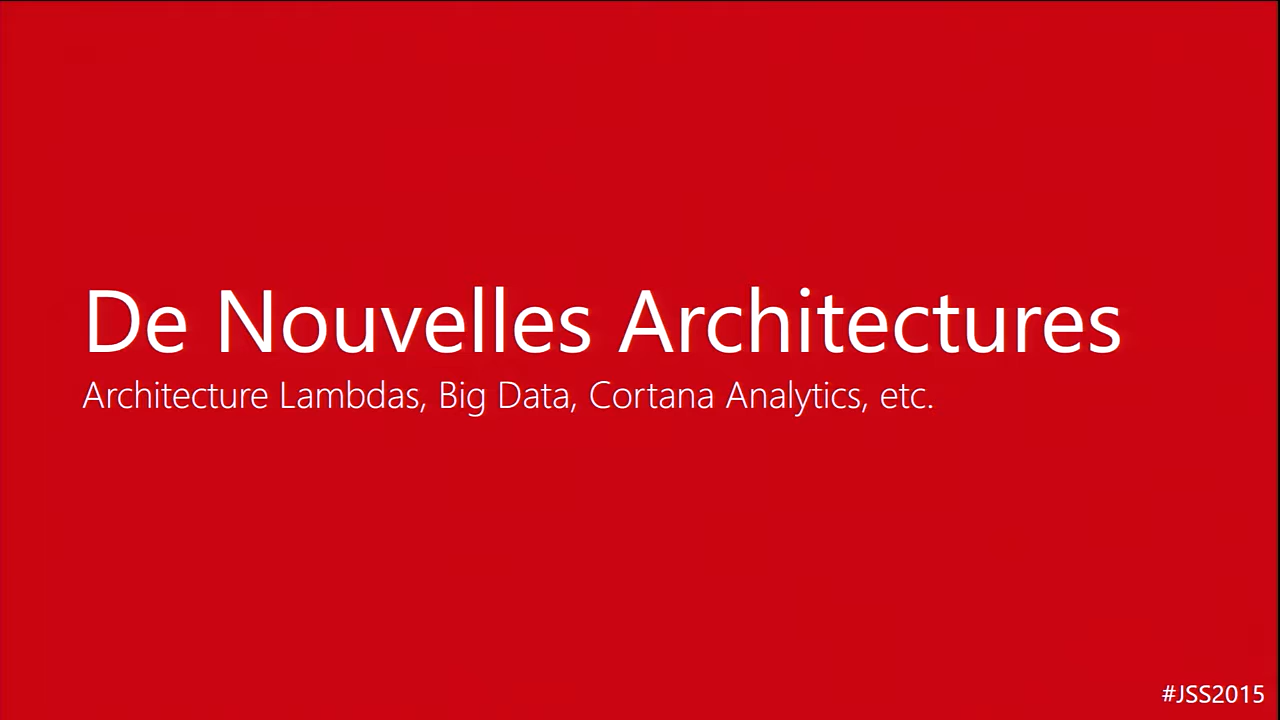 De Nouvelles Architectures
Architecture Lambdas, Big Data, Cortana Analytics, etc.
#JSS2015